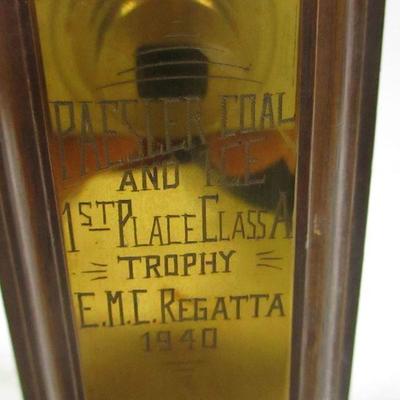 PAESLER COAL
AND ICE
1ST PLACE CLASS A
TROPHY
E.M.C. REGATTA
1940